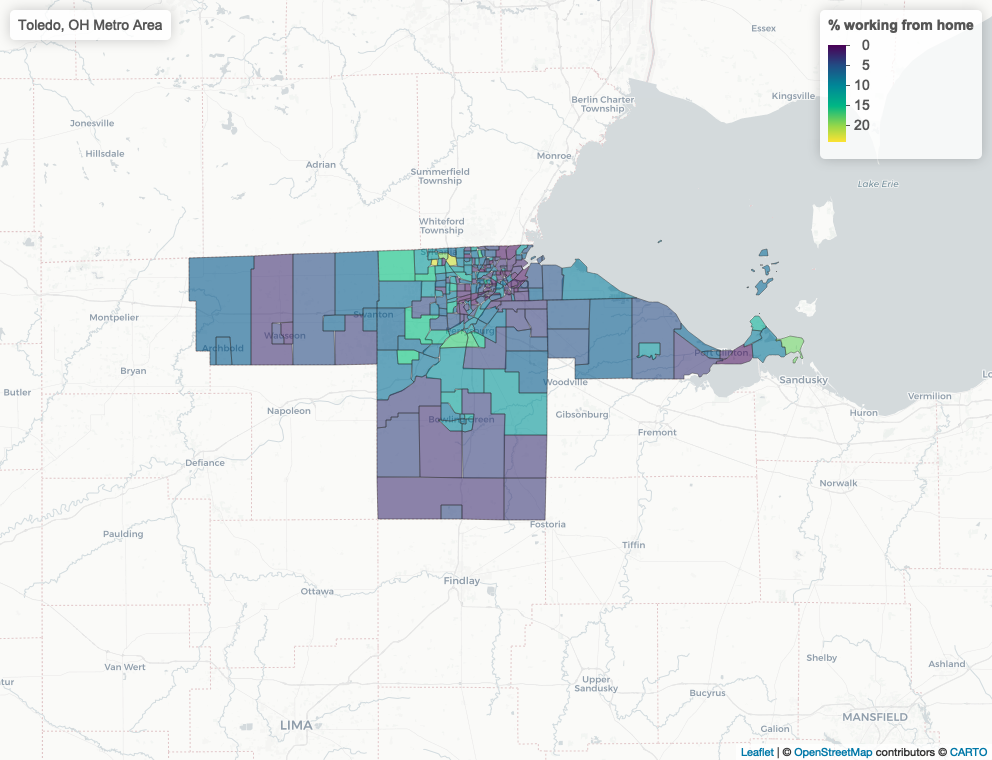 Toledo, OH Metro Area
% working from home
0
5
10
15
20
Essex
Kingsville
Berlin Charter
Township
Jonesville
Hillsdale
Adrian
Monroe
Summerfield
Township
Lake Erie
Whiteford
Township
Montpelier
Swanton
Wauseon
Archbold
Perrysburg
Port Clinton
Bryan
Butler
Napoleon
Woodville
Sandusky
Vermilion
Huron
Gibsonburg
Bowling Green
Fremont
Defiance
Norwalk
Fostoria
Paulding
Tiffin
Findlay
Ottawa
Van Wert
Shelby
Ashland
Upper
Sandusky
Bucyrus
LIMA
MANSFIELD
Galion
Leaflet | © OpenStreetMap contributors © CARTO